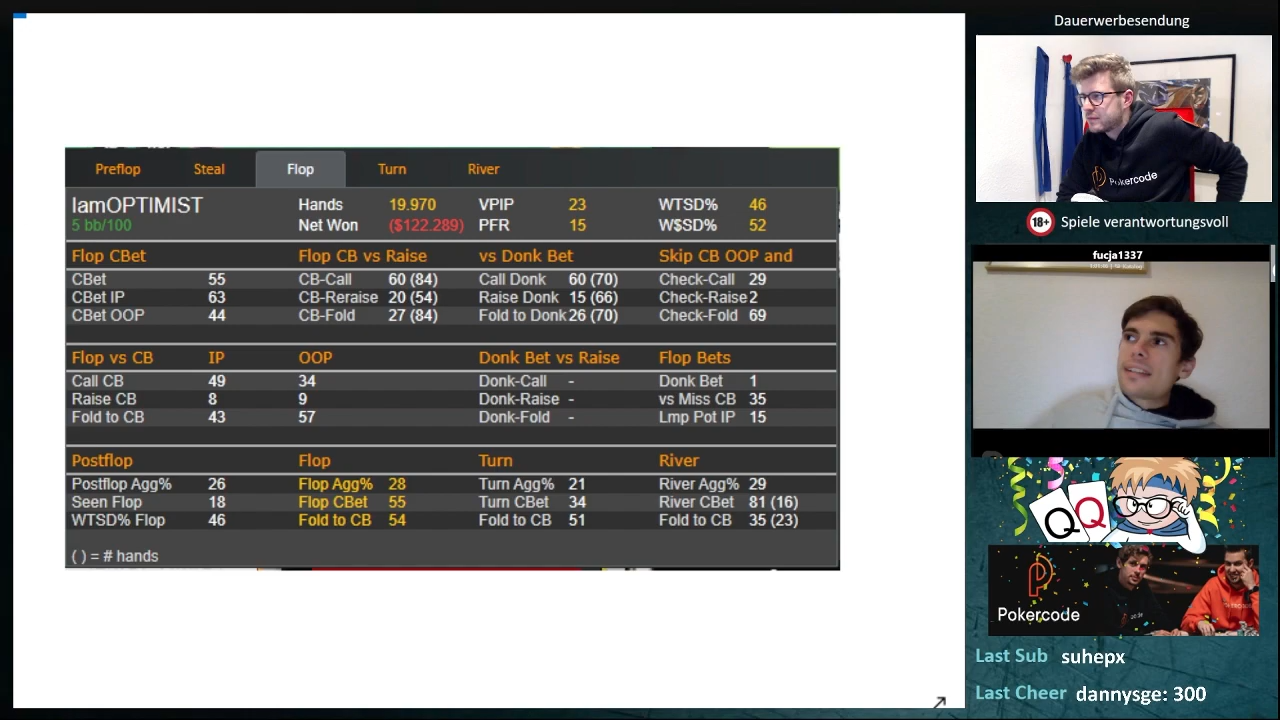 Dauerwerbesendung
Preflop Steal Flop Turn River
IamOPTIMIST Hands 19.970 VPIP 23 WTSD% 46
5 bb/100 Net Won ($122.289) PFR 15 W$SD% 52
Flop CBet Flop CB vs Raise vs Donk Bet Skip CB OOP and
CBet 55 CB-Call 60 (84) Call Donk 60 (70) Check-Call 29
CBet IP 63 CB-Reraise 20 (54) Raise Donk 15 (66) Check-Raise 2
CBet OOP 44 CB-Fold 27 (84) Fold to Donk 26 (70) Check-Fold 69
Flop vs CB IP OOP Donk Bet vs Raise Flop Bets
Call CB 49 34 Donk-Call - Donk Bet 1
Raise CB 8 9 Donk-Raise - vs Miss CB 35
Fold to CB 43 57 Donk-Fold - Lmp Pot IP 15
Postflop Flop Turn River
Postflop Agg% 26 Flop Agg% 28 Turn Agg% 21 River Agg% 29
Seen Flop 18 Flop CBet 55 Turn CBet 34 River CBet 81 (16)
WTSD% Flop 46 Fold to CB 54 Fold to CB 51 Fold to CB 35 (23)
( ) = # hands
Pokercode
18+ Spiele verantwortungsvoll
fucja1337
Q Q
Pokercode
Last Sub suhepx
Last Cheer dannysge: 300